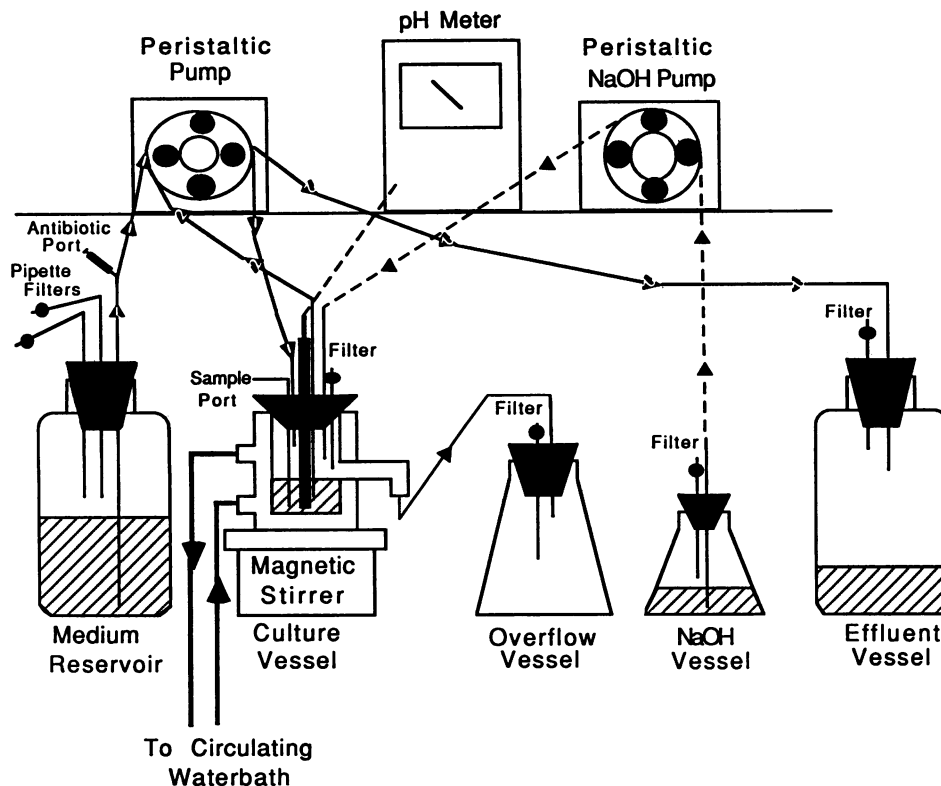 pH Meter
Peristaltic
Pump
Peristaltic
NaOH Pump
Antibiotic
Port
Pipette
Filters
Filter
Sample
Port
Filter
Filter
Filter
Magnetic
Stirrer
Medium
Reservoir
Culture
Vessel
Overflow
Vessel
NaOH
Vessel
Effluent
Vessel
To Circulating
Waterbath